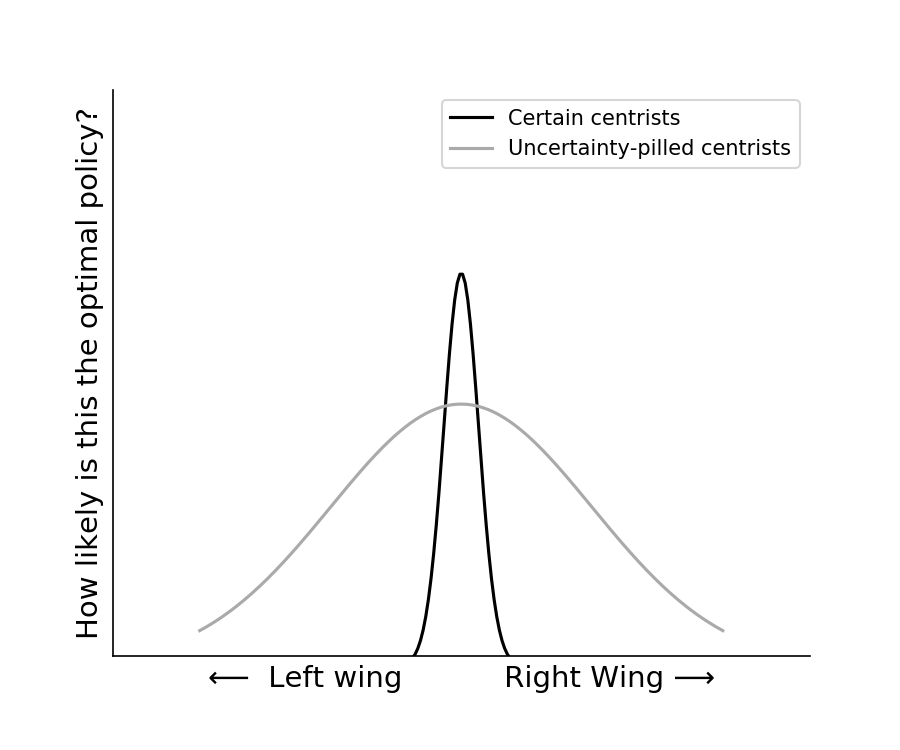 Certain centrists
Uncertainty-pilled centrists
How likely is this the optimal policy?
⟵ Left wing
Right Wing ⟶